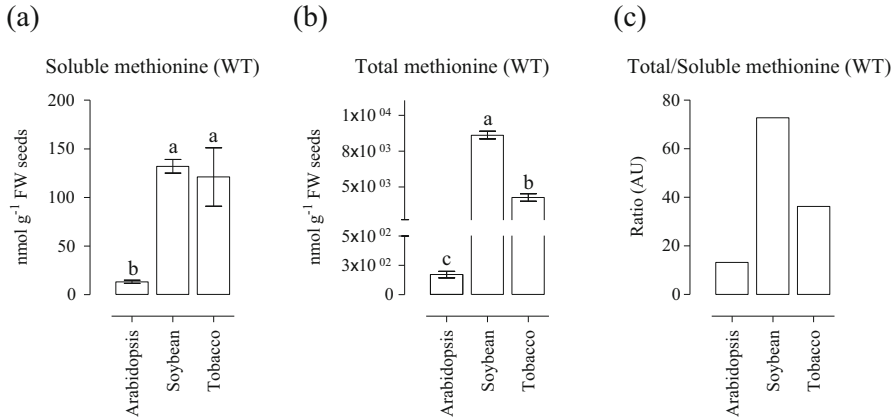 (a)
Soluble methionine (WT)
nmol g-1 FW seeds
200
150
100
50
0
b
a
a
Arabidopsis
Soybean
Tobacco
(b)
Total methionine (WT)
nmol g-1 FW seeds
1x10 04
8x10 03
5x10 03
5x10 02
3x10 02
0
c
a
b
Arabidopsis
Soybean
Tobacco
(c)
Total/Soluble methionine (WT)
Ratio (AU)
80
60
40
20
0
Arabidopsis
Soybean
Tobacco